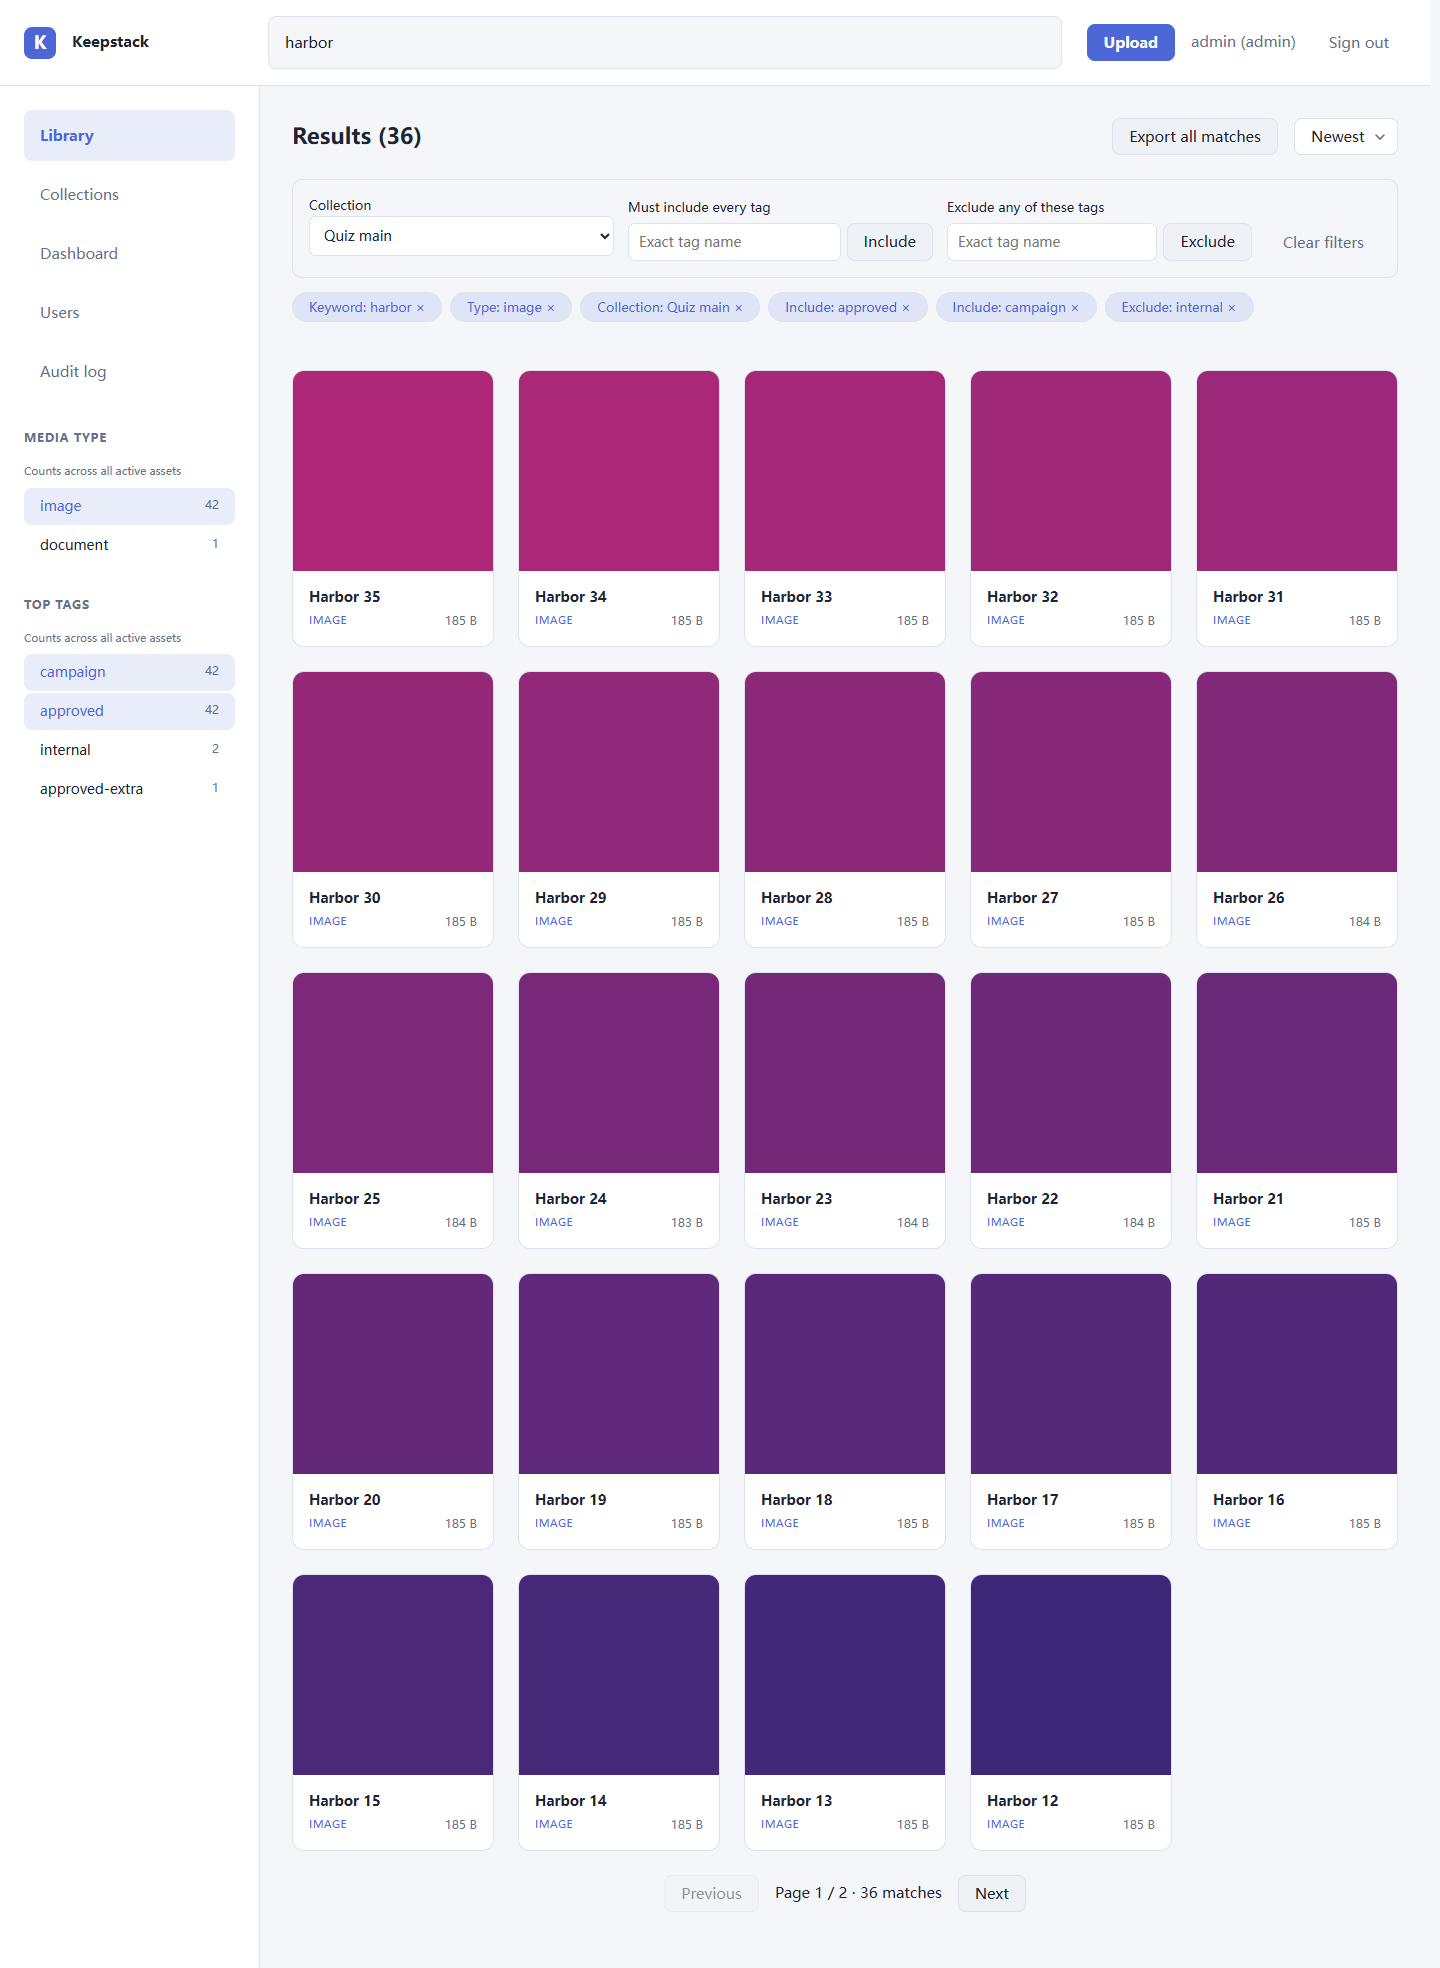 K Keepstack
harbor
Upload
admin (admin)
Sign out
Library
Collections
Dashboard
Users
Audit log
MEDIA TYPE
Counts across all active assets
image 42
document 1
TOP TAGS
Counts across all active assets
campaign 42
approved 42
internal 2
approved-extra 1
Results (36)
Export all matches
Newest
Collection
Quiz main
Must include every tag
Exact tag name
Include
Exclude any of these tags
Exact tag name
Exclude
Clear filters
Keyword: harbor ×
Type: image ×
Collection: Quiz main ×
Include: approved ×
Include: campaign ×
Exclude: internal ×
Harbor 35
IMAGE 185 B
Harbor 34
IMAGE 185 B
Harbor 33
IMAGE 185 B
Harbor 32
IMAGE 185 B
Harbor 31
IMAGE 185 B
Harbor 30
IMAGE 185 B
Harbor 29
IMAGE 185 B
Harbor 28
IMAGE 185 B
Harbor 27
IMAGE 185 B
Harbor 26
IMAGE 184 B
Harbor 25
IMAGE 184 B
Harbor 24
IMAGE 183 B
Harbor 23
IMAGE 184 B
Harbor 22
IMAGE 184 B
Harbor 21
IMAGE 185 B
Harbor 20
IMAGE 185 B
Harbor 19
IMAGE 185 B
Harbor 18
IMAGE 185 B
Harbor 17
IMAGE 185 B
Harbor 16
IMAGE 185 B
Harbor 15
IMAGE 185 B
Harbor 14
IMAGE 185 B
Harbor 13
IMAGE 185 B
Harbor 12
IMAGE 185 B
Previous
Page 1 / 2 · 36 matches
Next